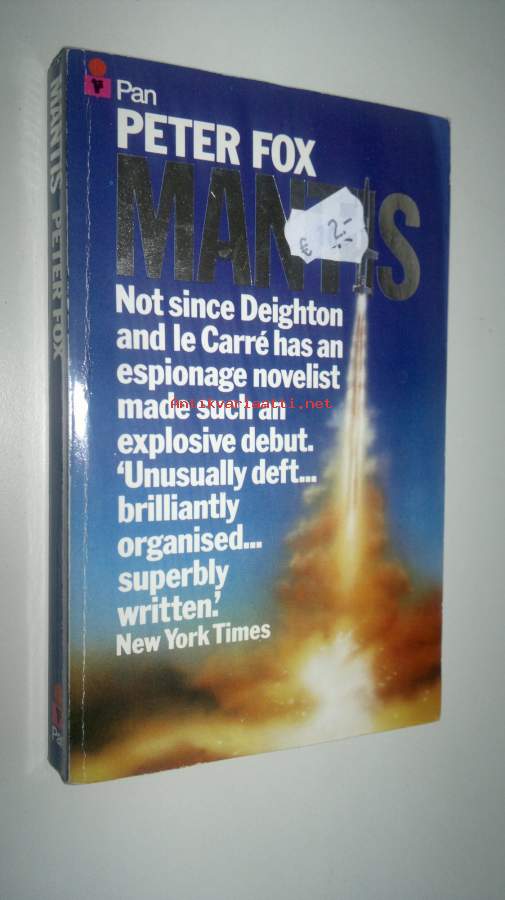 Pan
PETER FOX
MANTIS
€ 2.-
Not since Deighton
and le Carré has an
espionage novelist
made such an
explosive debut.
'Unusually deft...
brilliantly
organised...
superbly
written.'
New York Times
MANTIS PETER FOX
Antikvariaatti.net